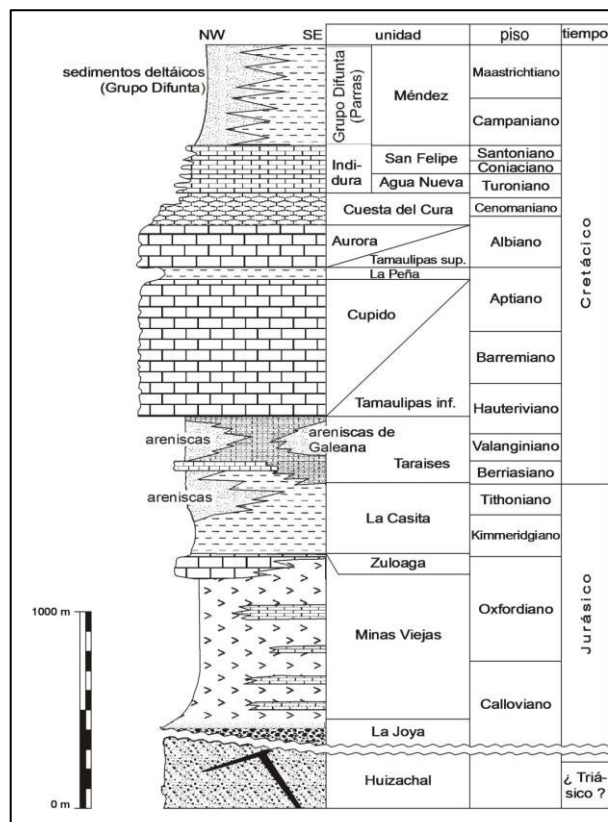 NW SE unidad piso tiempo
sedimentos deltáicos
(Grupo Difunta)
Grupo Difunta
(Parras)
Méndez
Maastrichtiano
Campaniano
Indi-
dura
San Felipe
Santoniano
Coniaciano
Agua Nueva
Turoniano
Cuesta del Cura
Cenomaniano
Aurora
Tamaulipas sup.
Albiano
La Peña
Cupido
Tamaulipas inf.
Aptiano
Barremiano
Hauteriviano
Cretácico
areniscas
areniscas de
Galeana
Taraises
Valanginiano
Berriasiano
areniscas
La Casita
Tithoniano
Kimmeridgiano
Zuloaga
Oxfordiano
Jurásico
1000 m
Minas Viejas
Calloviano
La Joya
0 m
Huizachal
¿ Triá-
sico ?